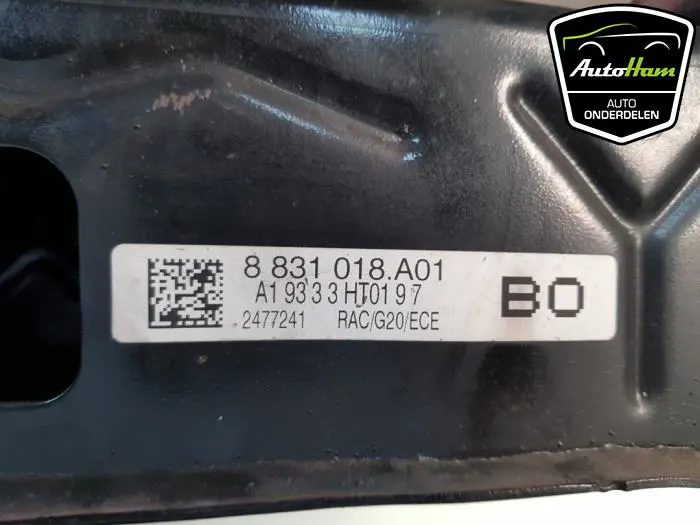 AutoHam
AUTO
ONDERDELEN
8 831 018.A01
A1 93 3 3 HT01 9 7
2477241 RAC/G20/ECE
BO